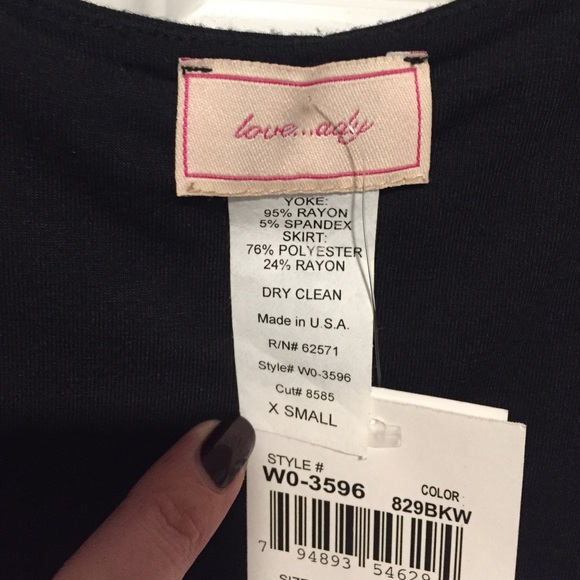 love...ady
YOKE:
95% RAYON
5% SPANDEX
SKIRT:
76% POLYESTER
24% RAYON
DRY CLEAN
Made in U.S.A.
R/N# 62571
Style# W0-3596
Cut# 8585
X SMALL
STYLE #
W0-3596
COLOR
829BKW
7 94893 54629